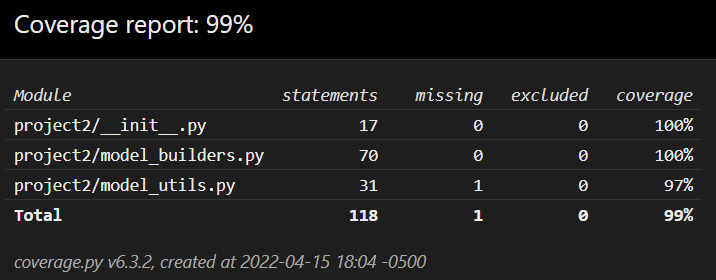 Coverage report: 99%
Module statements missing excluded coverage
project2/__init__.py 17 0 0 100%
project2/model_builders.py 70 0 0 100%
project2/model_utils.py 31 1 0 97%
Total 118 1 0 99%
coverage.py v6.3.2, created at 2022-04-15 18:04 -0500